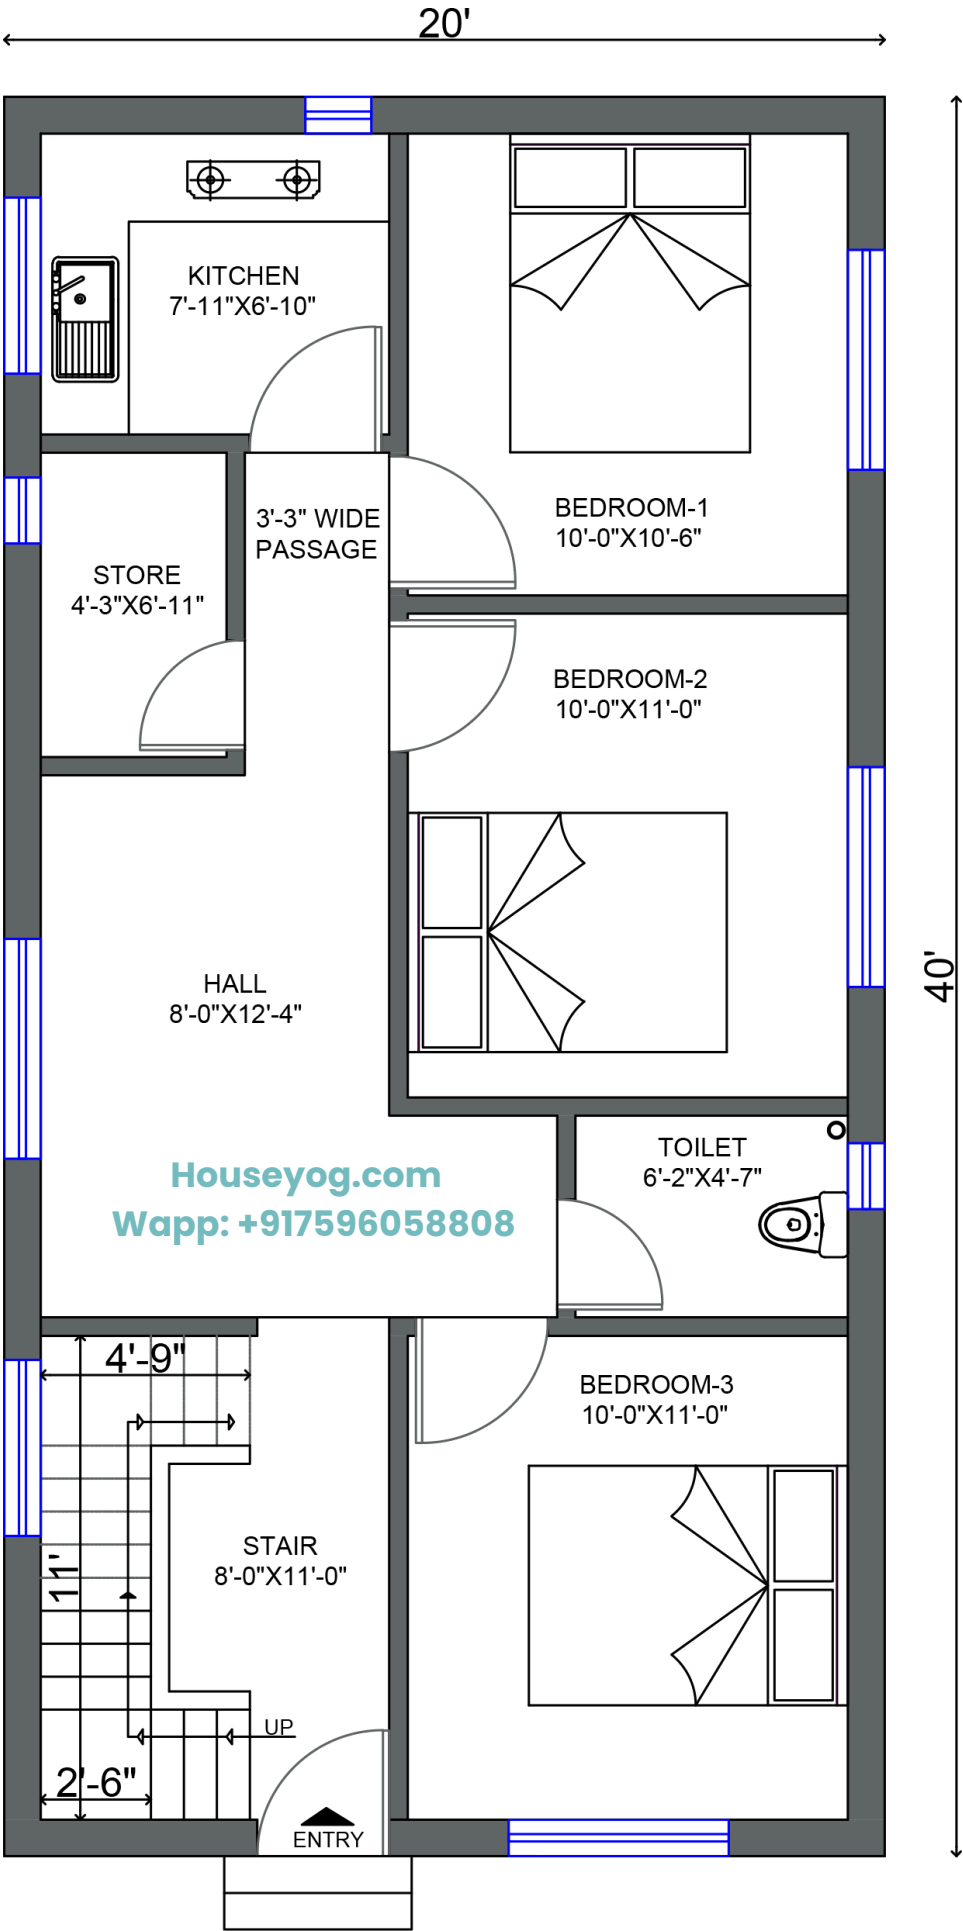 20'
KITCHEN
7'-11"X6'-10"
BEDROOM-1
10'-0"X10'-6"
3'-3" WIDE
PASSAGE
STORE
4'-3"X6'-11"
BEDROOM-2
10'-0"X11'-0"
40'
HALL
8'-0"X12'-4"
TOILET
6'-2"X4'-7"
Houseyog.com
Wapp: +917596058808
4'-9"
BEDROOM-3
10'-0"X11'-0"
11'
STAIR
8'-0"X11'-0"
UP
2'-6"
ENTRY